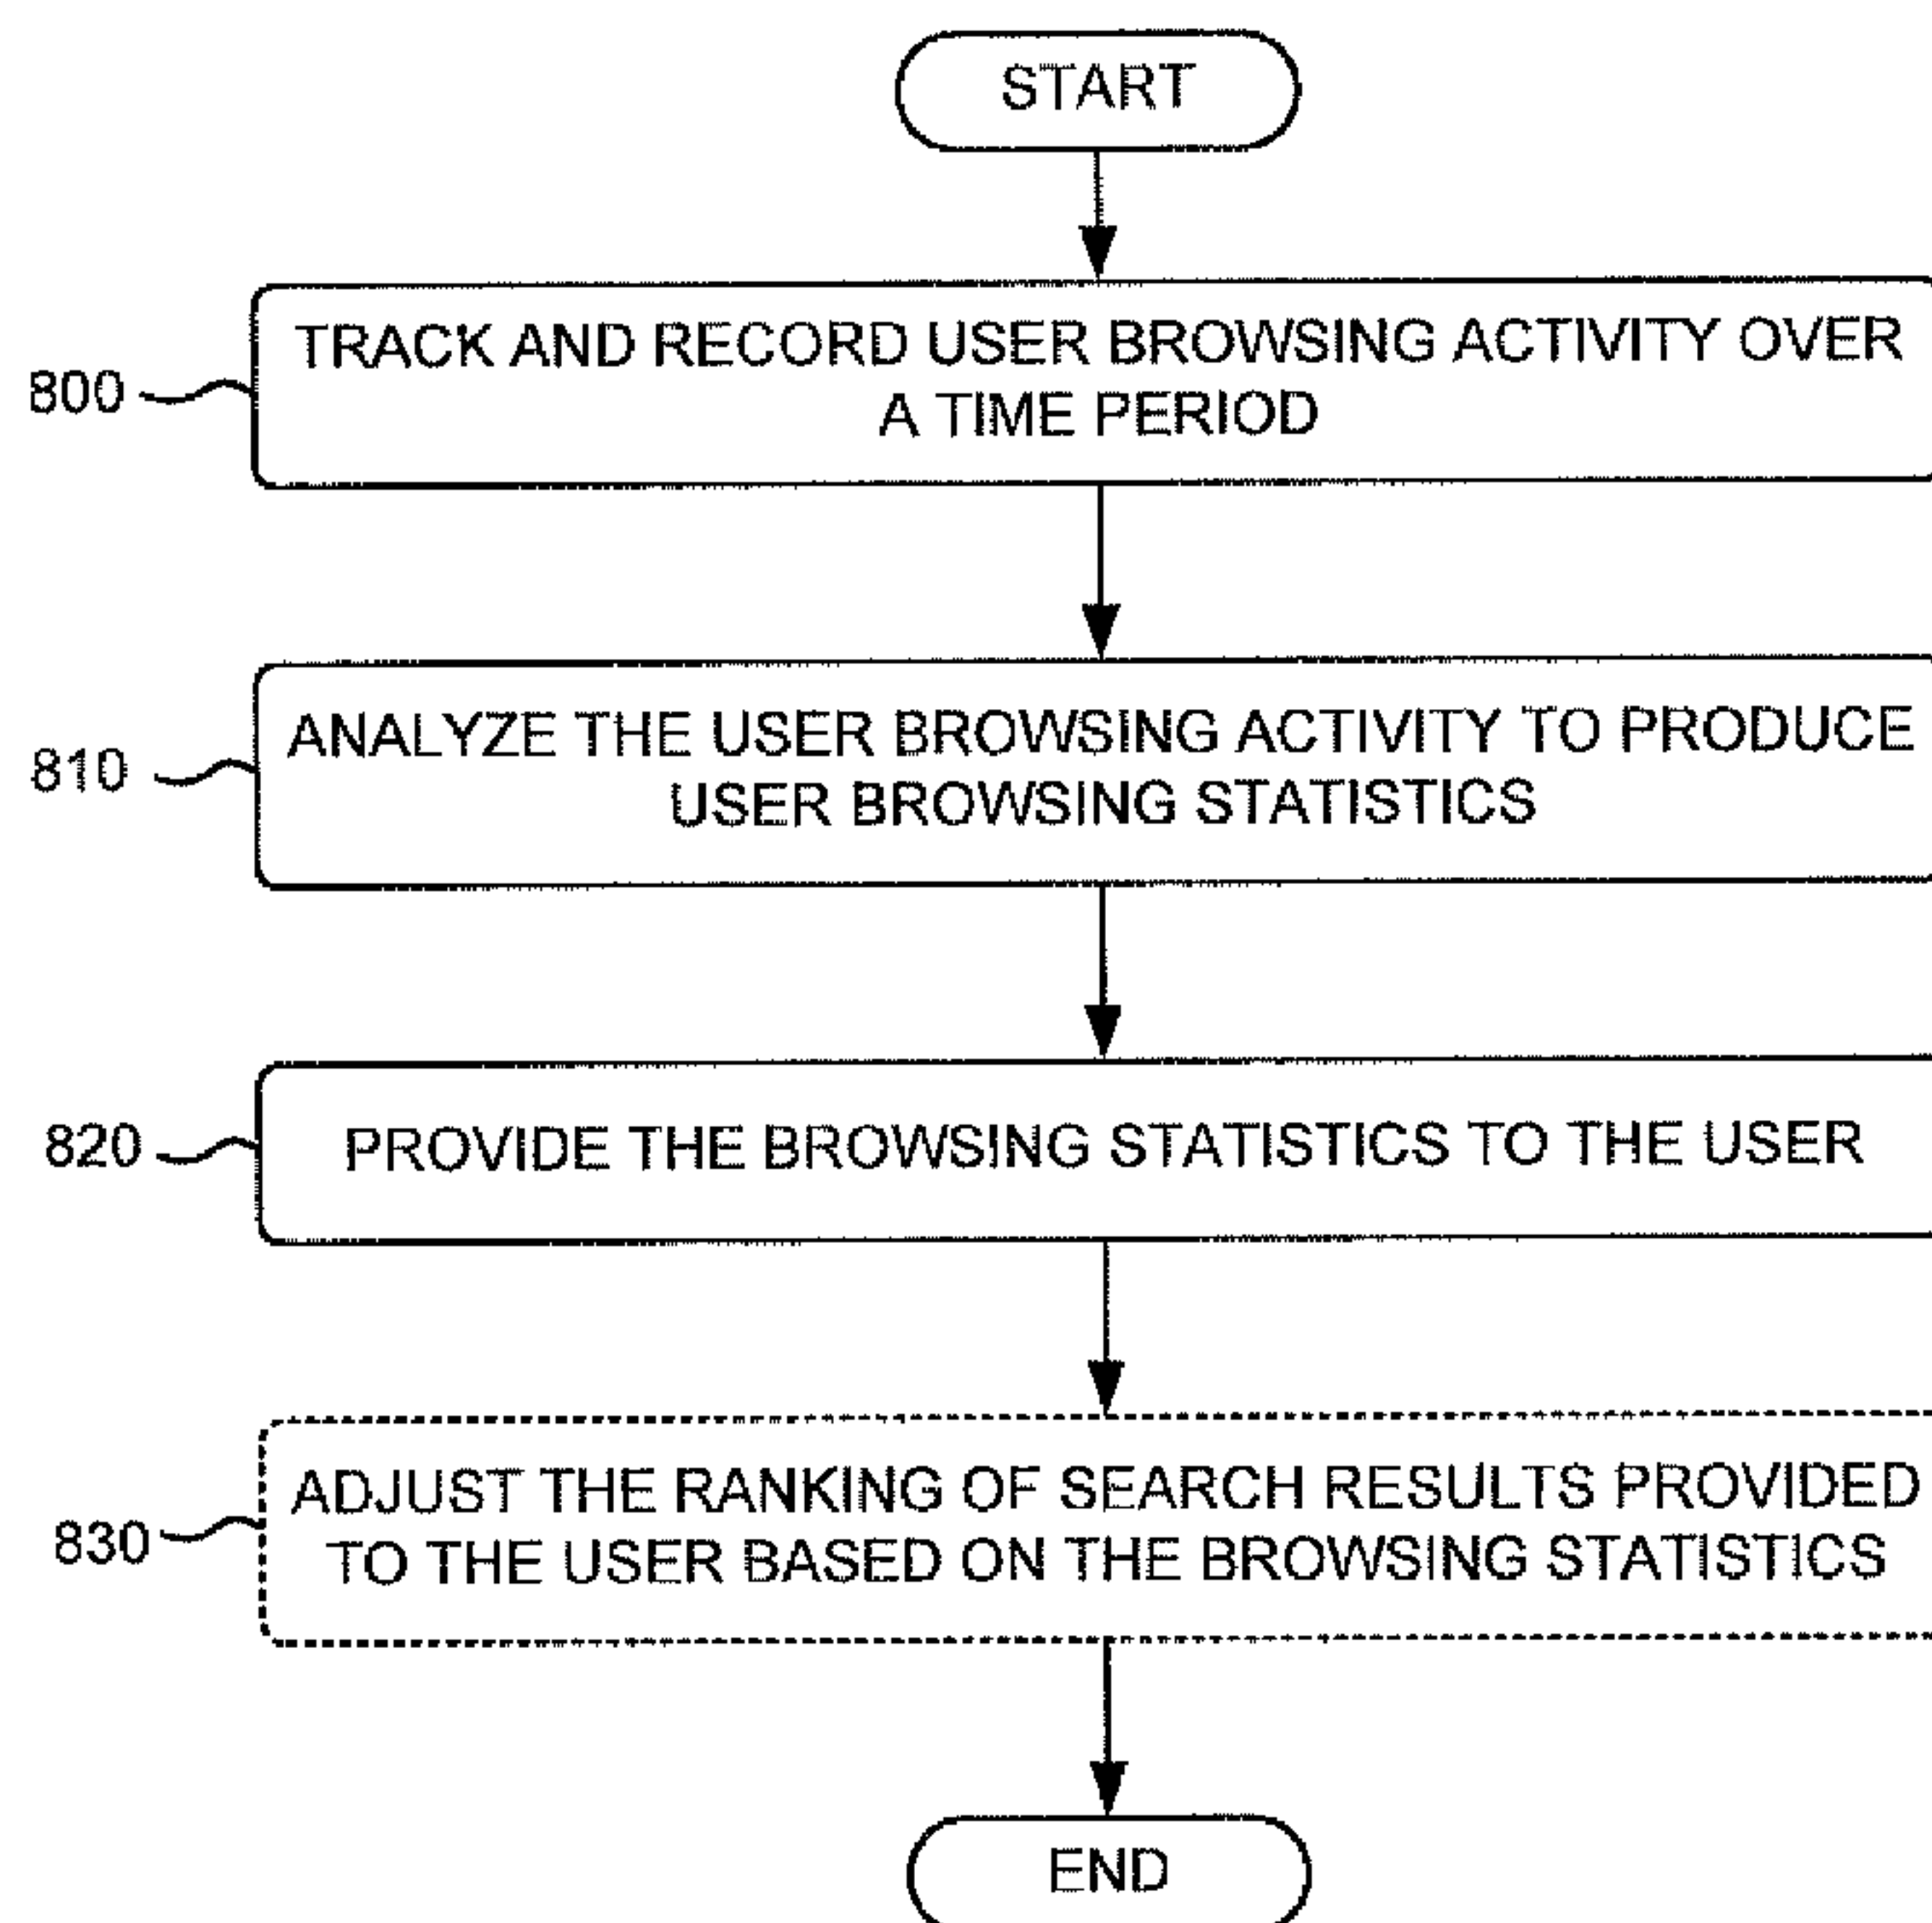 START
TRACK AND RECORD USER BROWSING ACTIVITY OVER
A TIME PERIOD
800
ANALYZE THE USER BROWSING ACTIVITY TO PRODUCE
USER BROWSING STATISTICS
810
PROVIDE THE BROWSING STATISTICS TO THE USER
820
ADJUST THE RANKING OF SEARCH RESULTS PROVIDED
TO THE USER BASED ON THE BROWSING STATISTICS
830
END